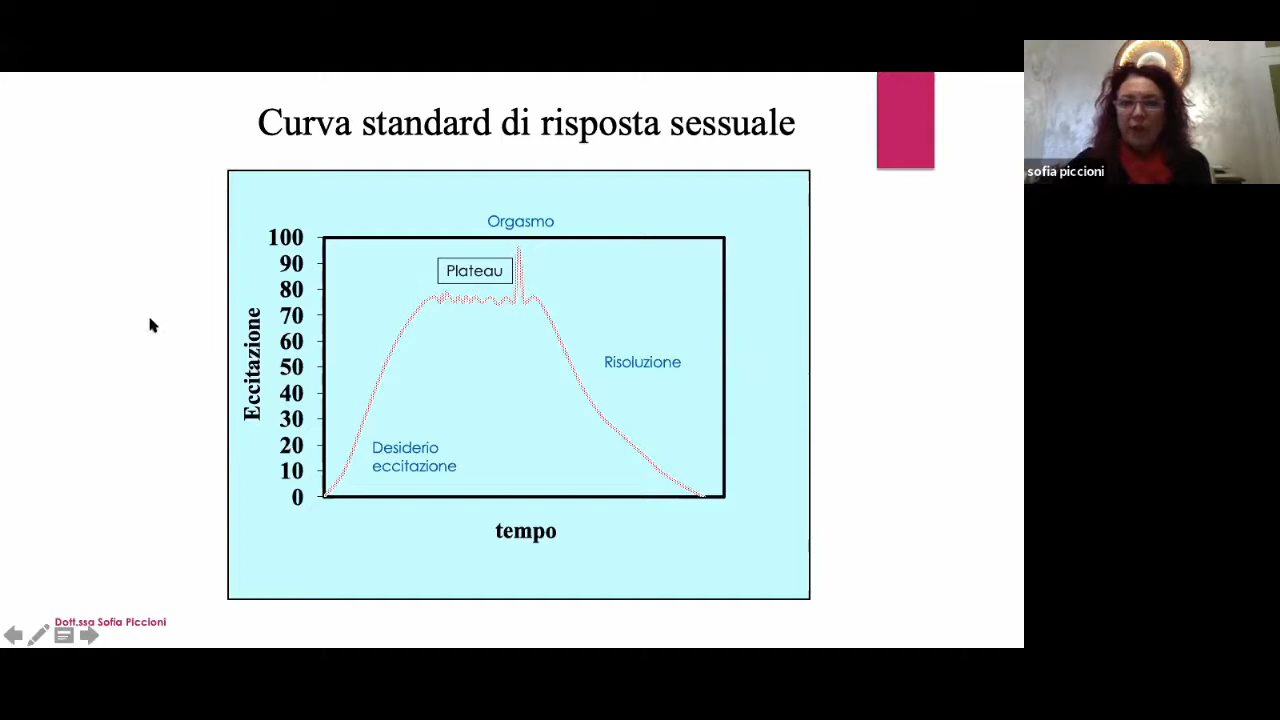 Curva standard di risposta sessuale
sofia piccioni
Orgasmo
100
90
80
70
60
50
40
30
20
10
0
Plateau
Eccitazione
Risoluzione
Desiderio
eccitazione
tempo
Dott.ssa Sofia Piccioni